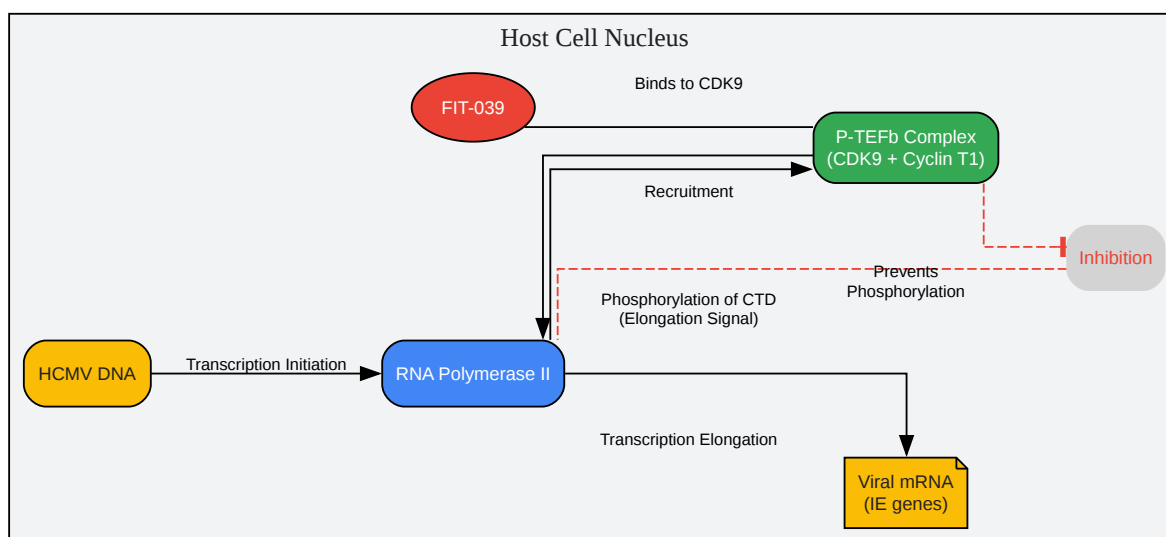 Host Cell Nucleus
Binds to CDK9
FIT-039
P-TEFb Complex
(CDK9 + Cyclin T1)
Recruitment
Inhibition
Prevents
Phosphorylation
Phosphorylation of CTD
(Elongation Signal)
HCMV DNA
Transcription Initiation
RNA Polymerase II
Transcription Elongation
Viral mRNA
(IE genes)